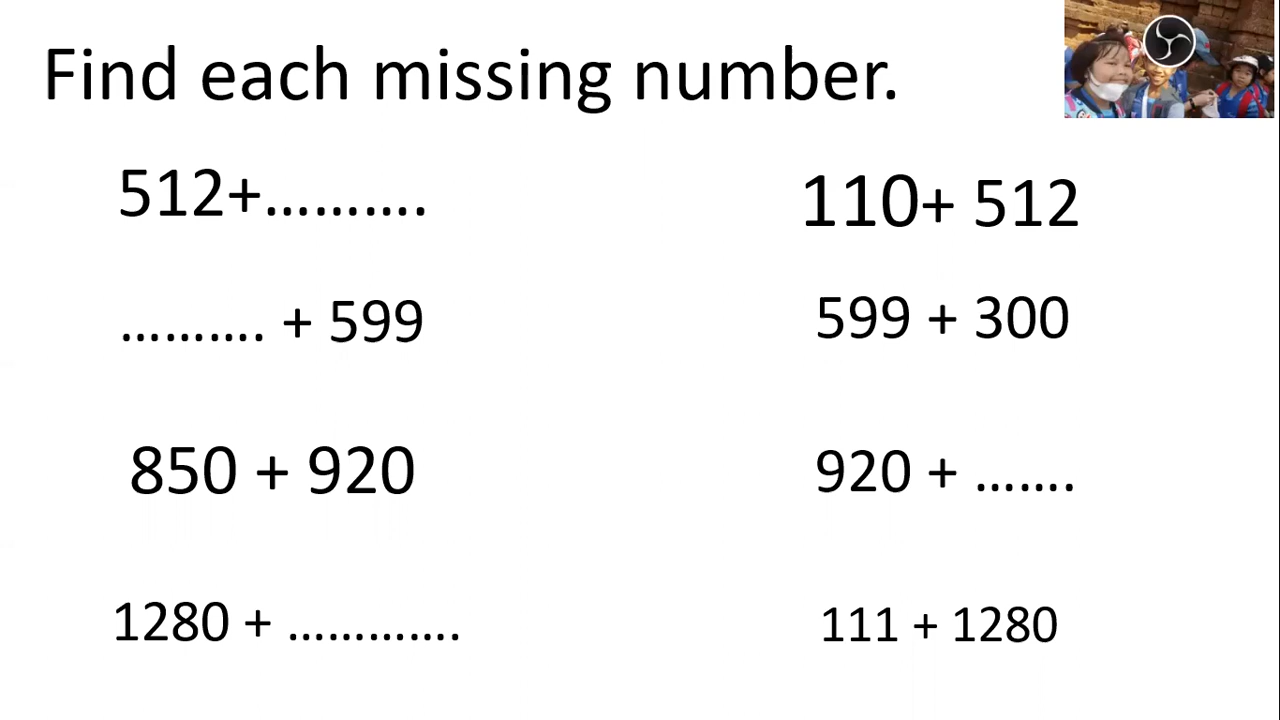 Find each missing number.
512+..........
110+ 512
.......... + 599
599 + 300
850 + 920
920 + .......
1280 + .............
111 + 1280